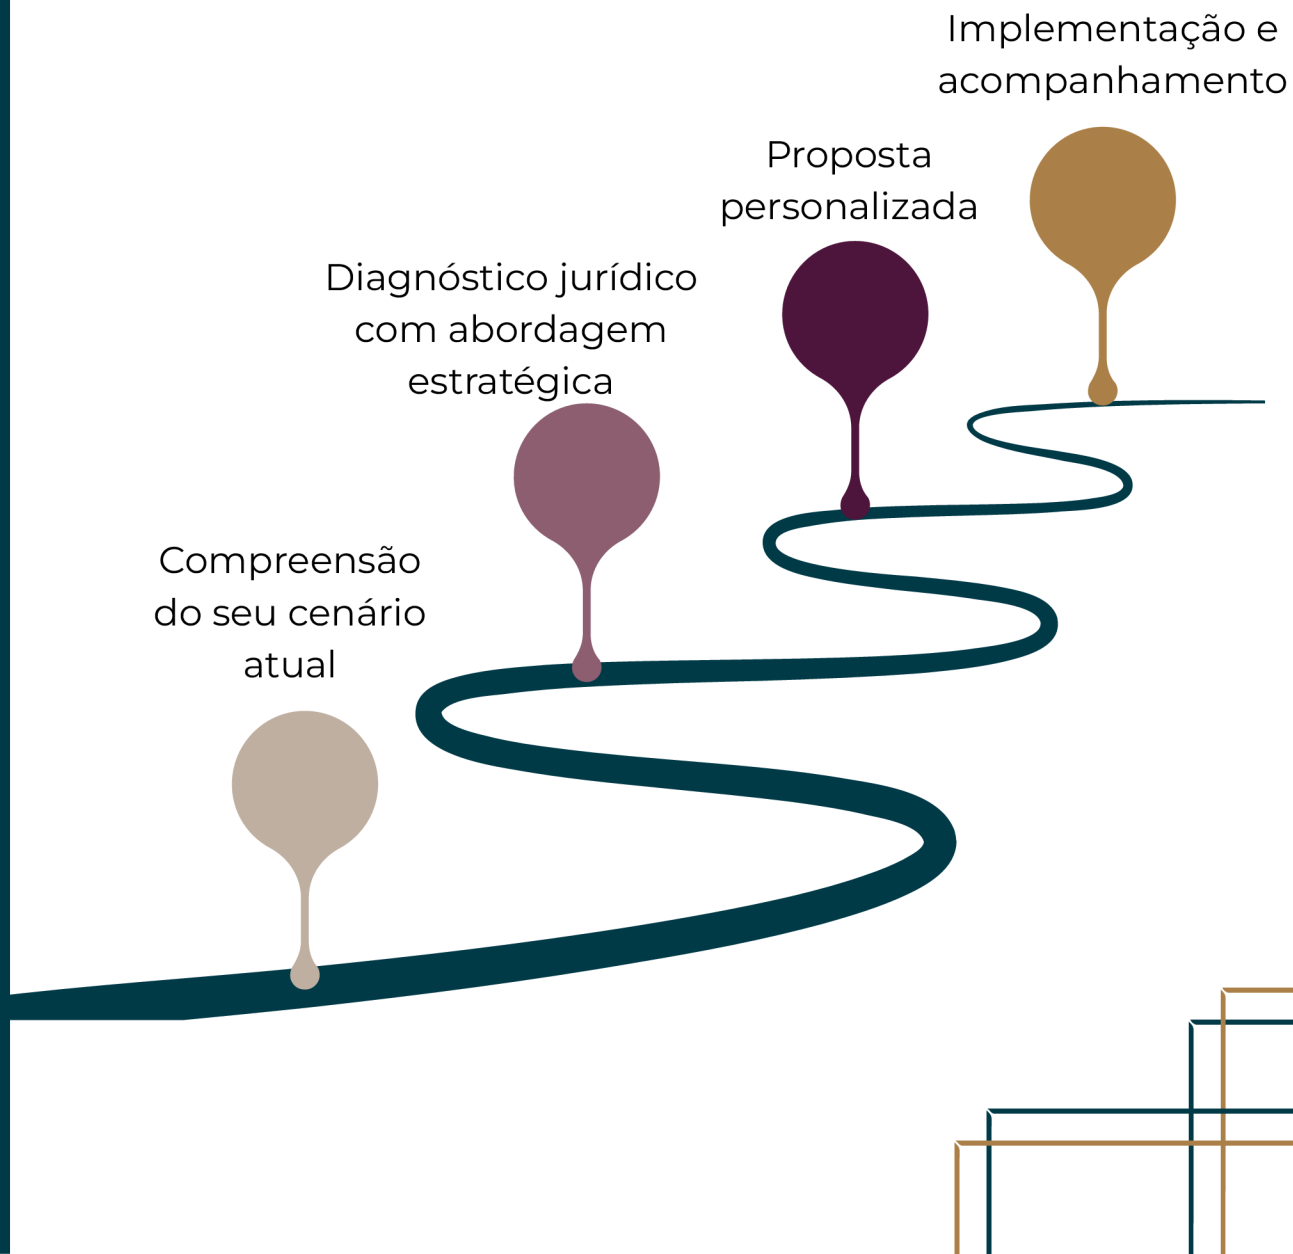 Implementação e
acompanhamento
Proposta
personalizada
Diagnóstico jurídico
com abordagem
estratégica
Compreensão
do seu cenário
atual